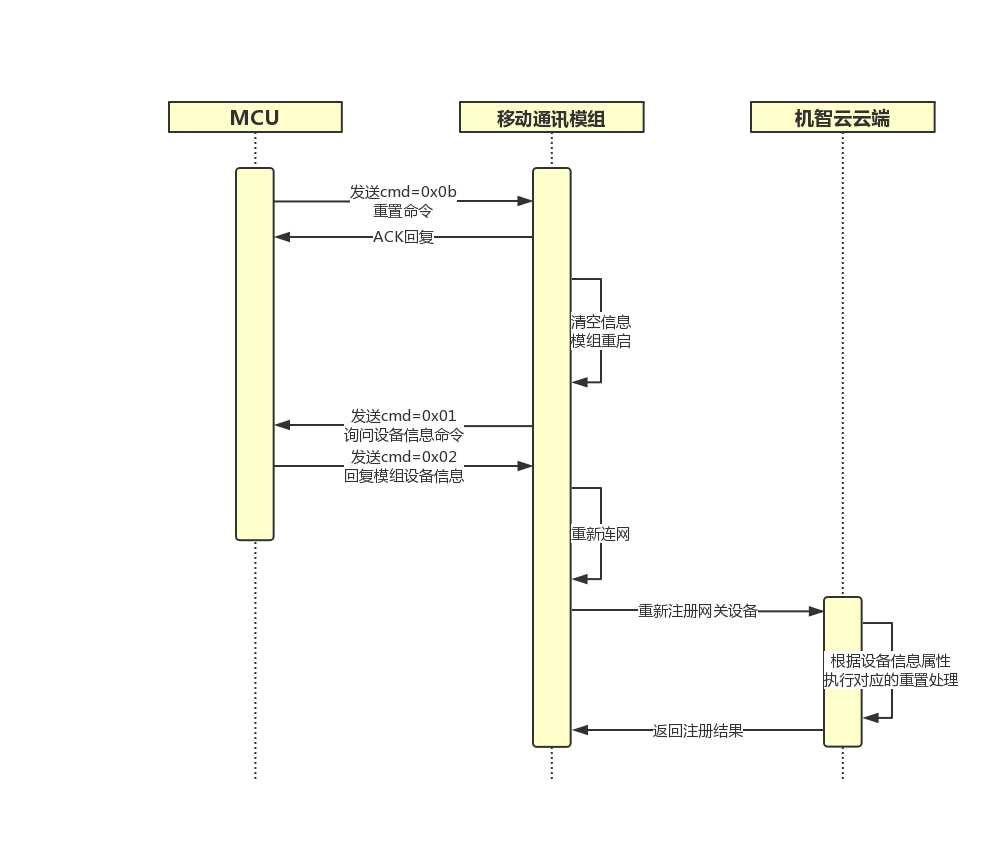 MCU
移动通讯模组
机智云云端
发送cmd=0x0b
重置命令
ACK回复
清空信息
模组重启
发送cmd=0x01
询问设备信息命令
发送cmd=0x02
回复模组设备信息
重新连网
重新注册网关设备
根据设备信息属性
执行对应的重置处理
返回注册结果